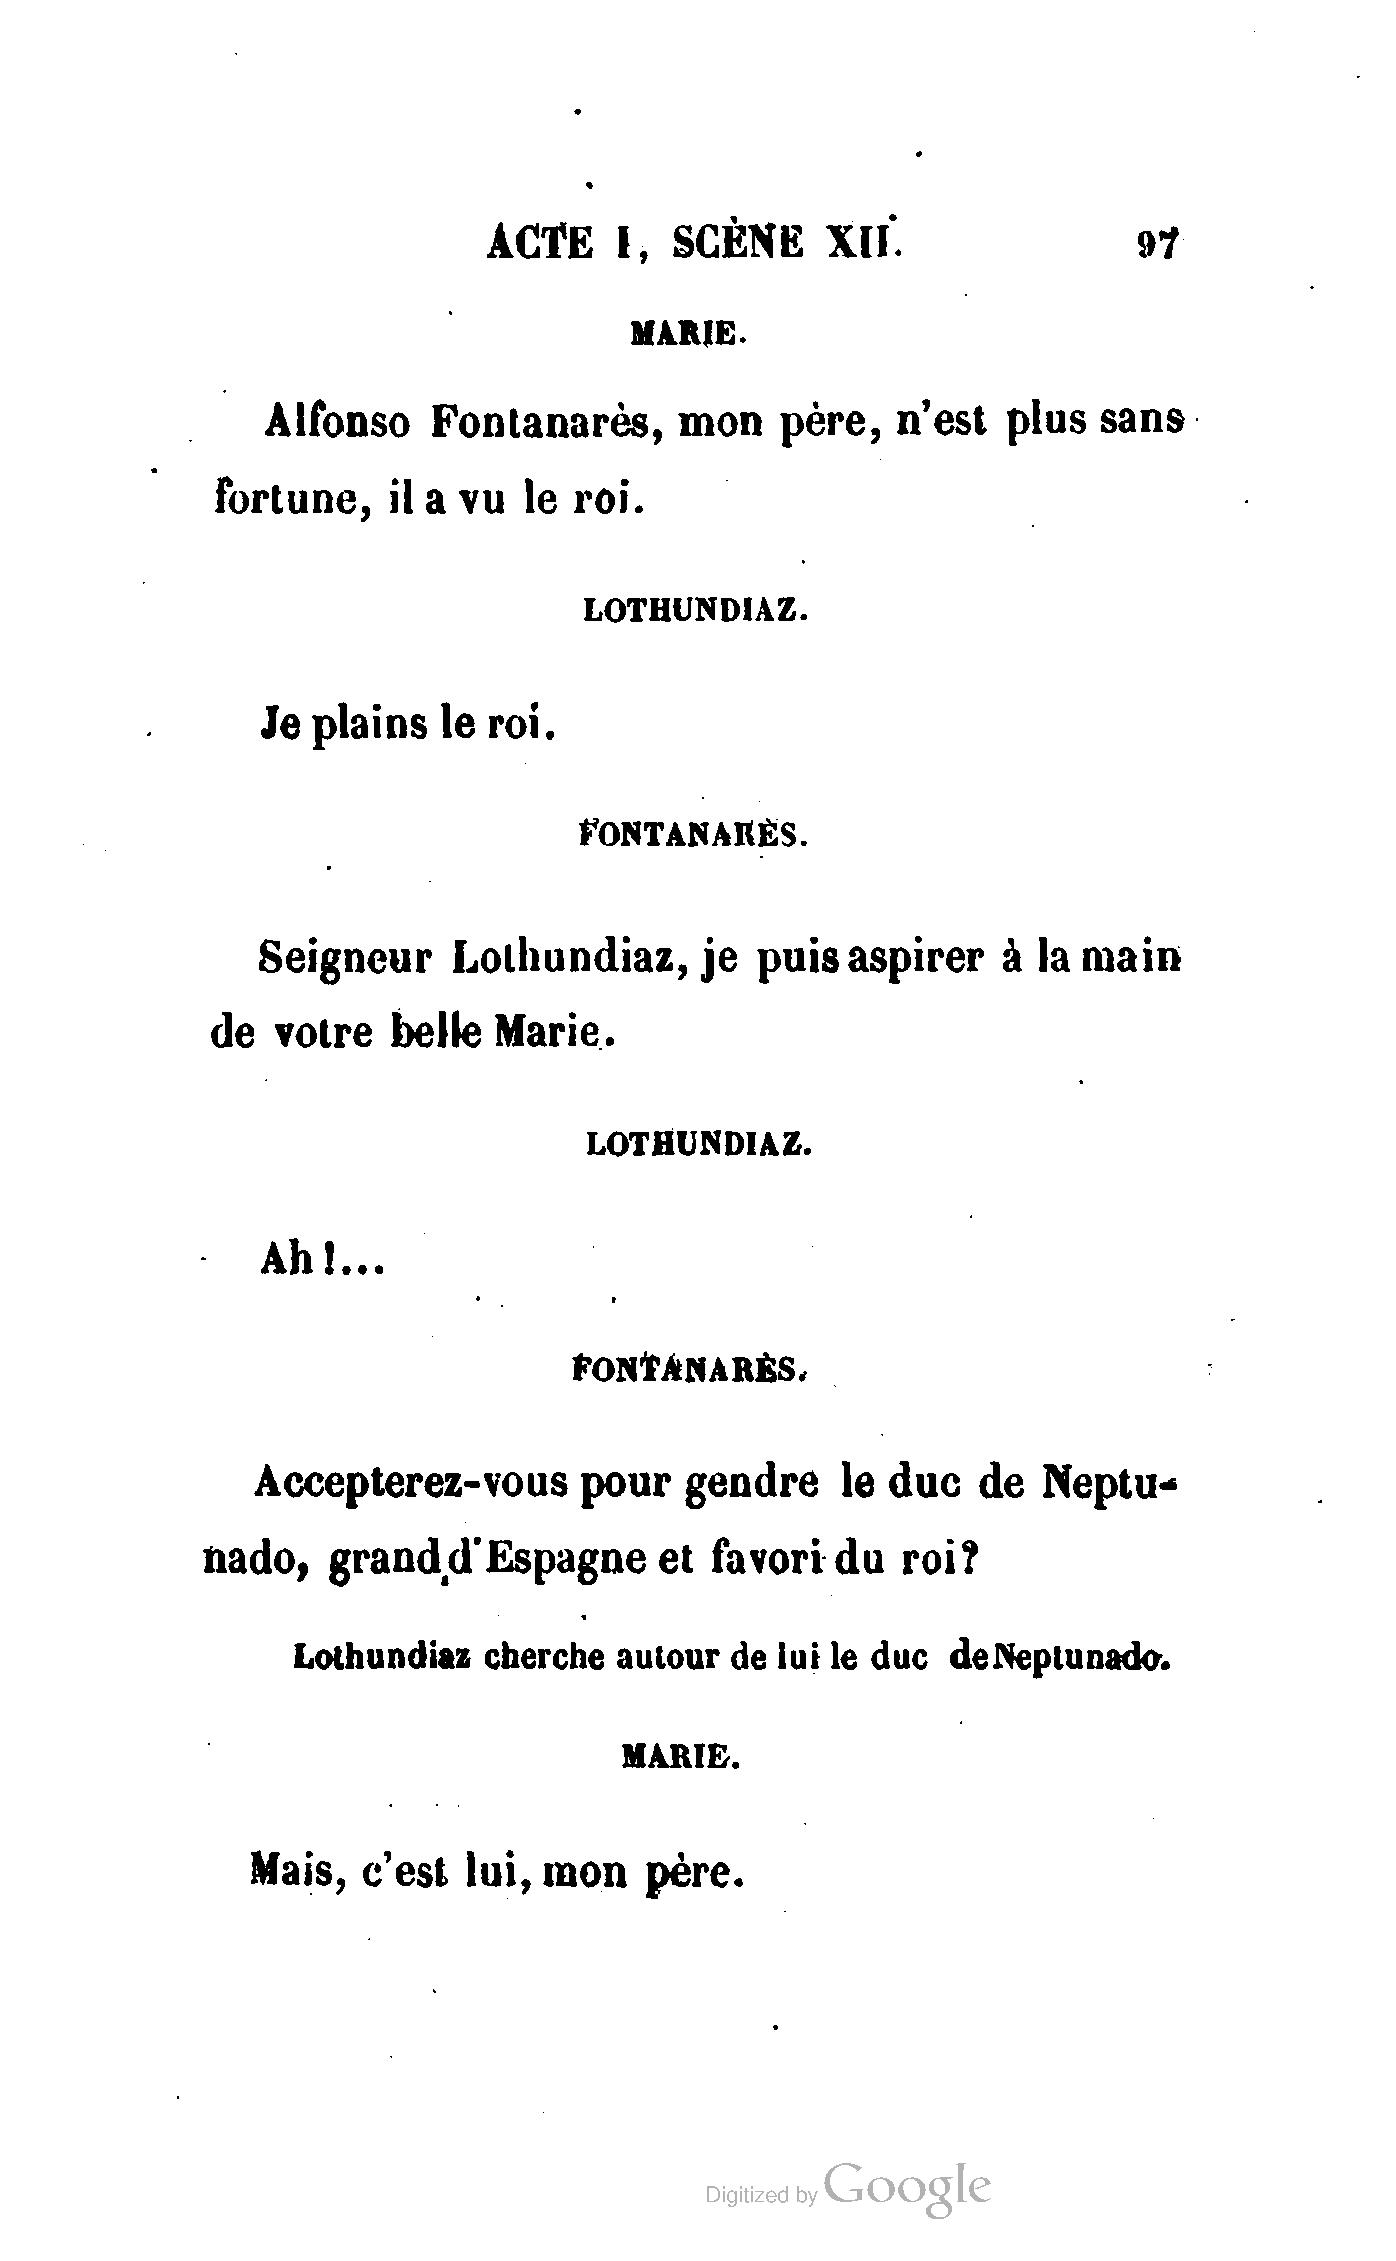 ACTE I, SCÈNE XII. 97
MARIE.
Alfonso Fontanarès, mon père, n'est plus sans
fortune, il a vu le roi.
LOTHUNDIAZ.
Je plains le roi.
FONTANARÈS.
Seigneur Lothundiaz, je puis aspirer à la main
de votre belle Marie.
LOTHUNDIAZ.
Ah !...
FONTANARÈS.
Accepterez-vous pour gendre le duc de Neptu-
nado, grand d'Espagne et favori du roi?
Lothundiaz cherche autour de lui le duc de Neptunado.
MARIE.
Mais, c'est lui, mon père.
Digitized by Google